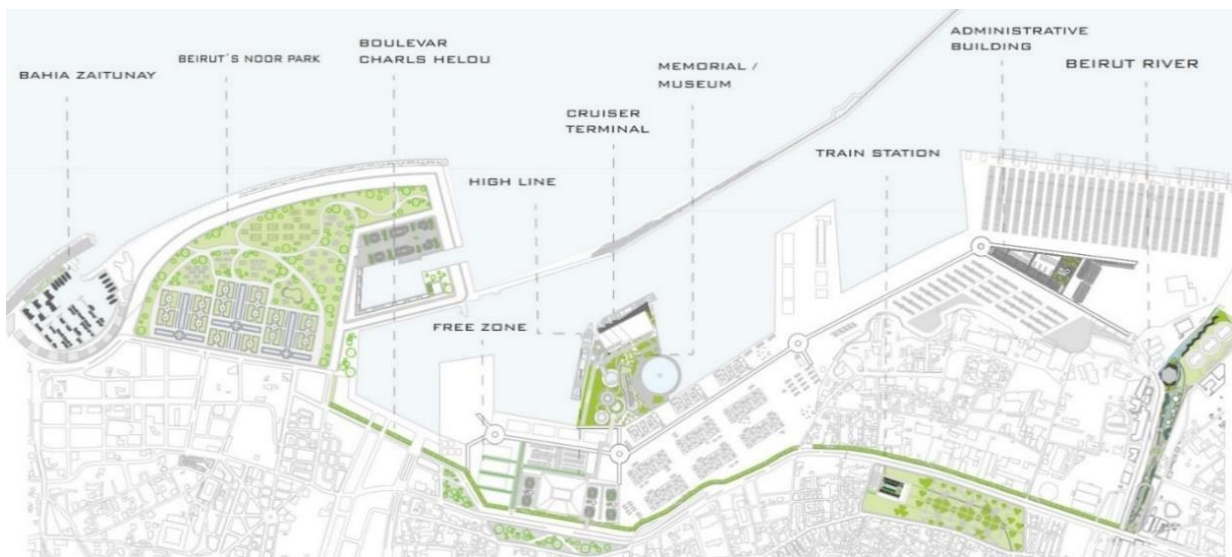 BAHIA ZAITUNAY
BEIRUT'S NOOR PARK
BOULEVAR
CHARLS HELOU
HIGH LINE
FREE ZONE
CRUISER
TERMINAL
MEMORIAL /
MUSEUM
TRAIN STATION
ADMINISTRATIVE
BUILDING
BEIRUT RIVER